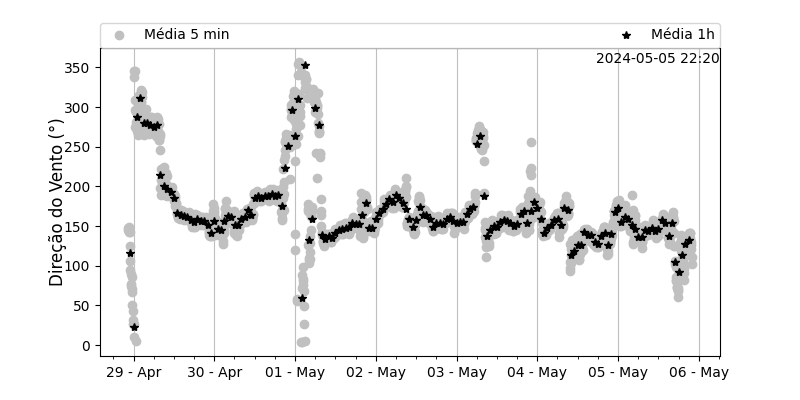 Média 5 min
Média 1h
2024-05-05 22:20
Direção do Vento (°)
350
300
250
200
150
100
50
0
29 - Apr
30 - Apr
01 - May
02 - May
03 - May
04 - May
05 - May
06 - May